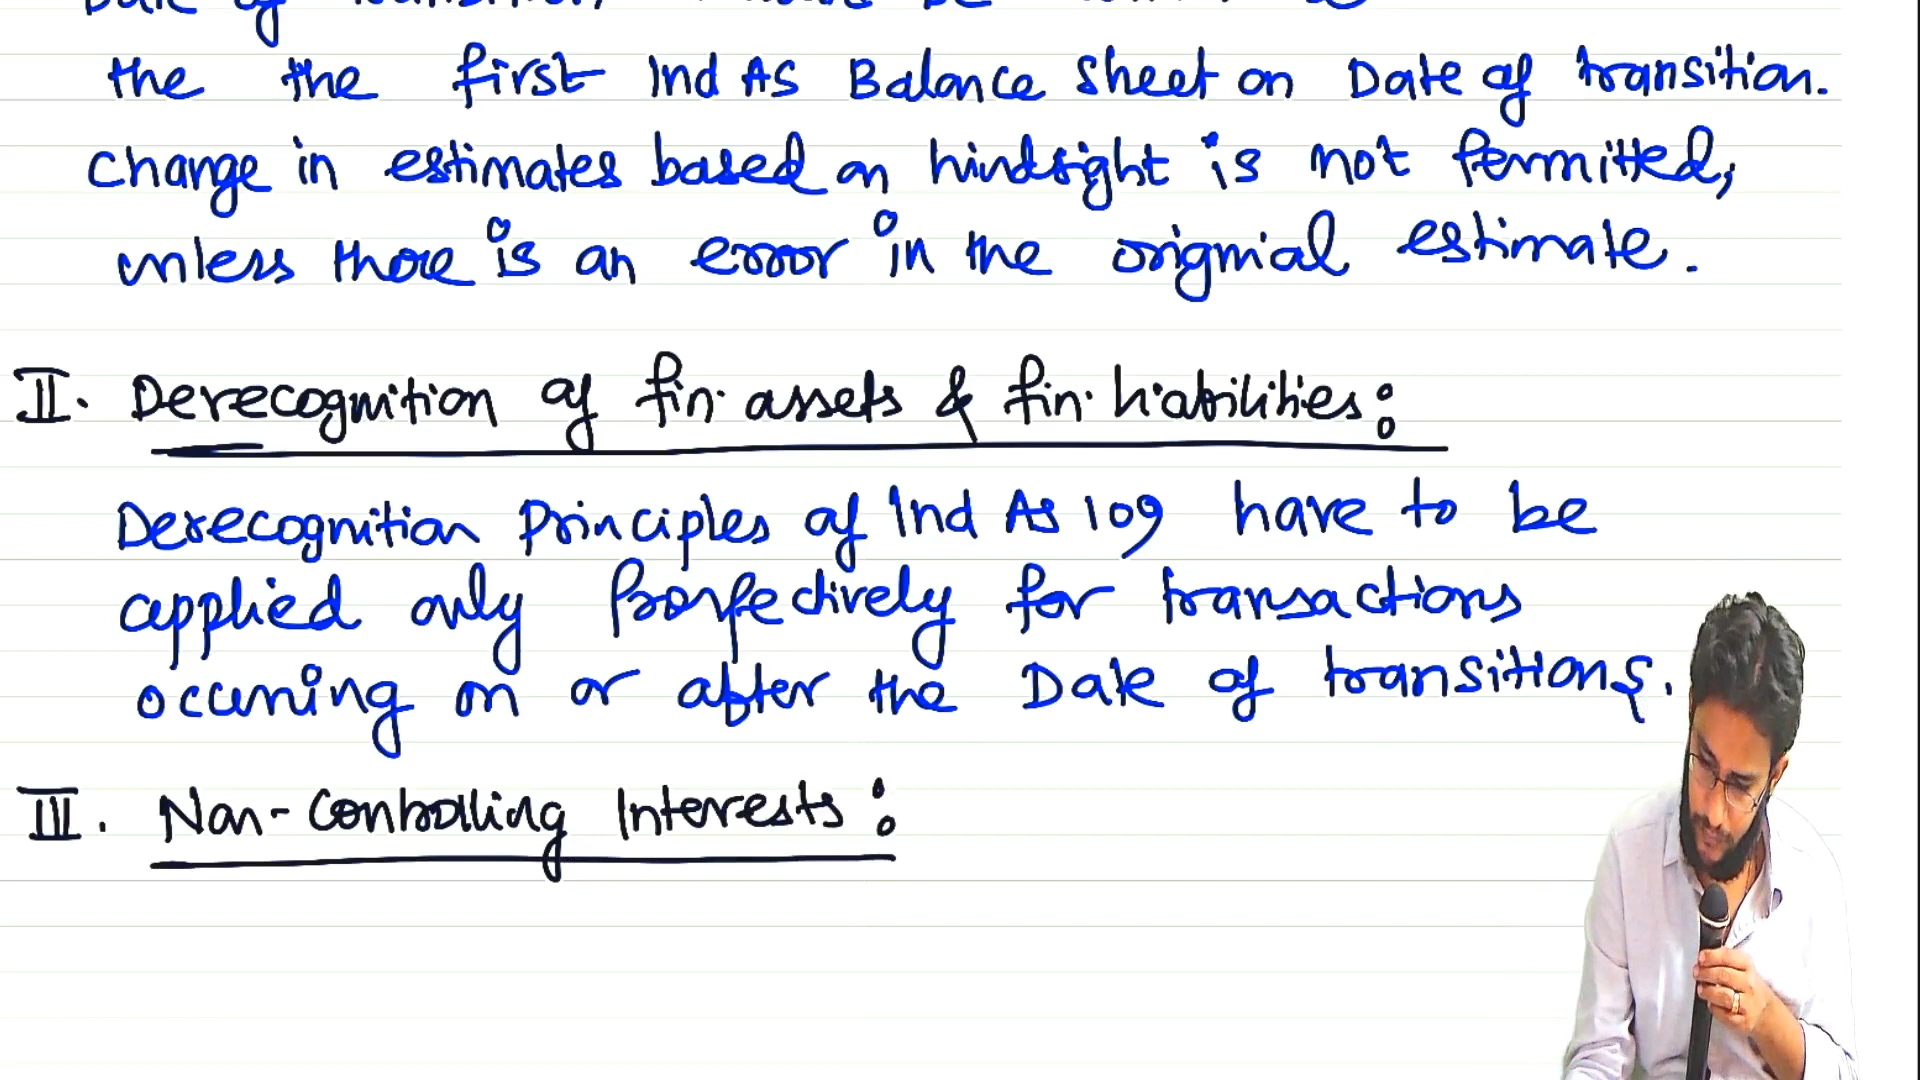 the the first Ind AS Balance Sheet on Date of transition.
Change in estimates based on hindsight is not permitted,
unless there is an error in the origmial estimate.
II. Derecognition of fin. assets & fin. liabilities:
Derecognition Principles of Ind AS 109 have to be
applied only Prospectively for transactions
occurring on or after the Date of transitions.
III. Non-Controlling Interests: